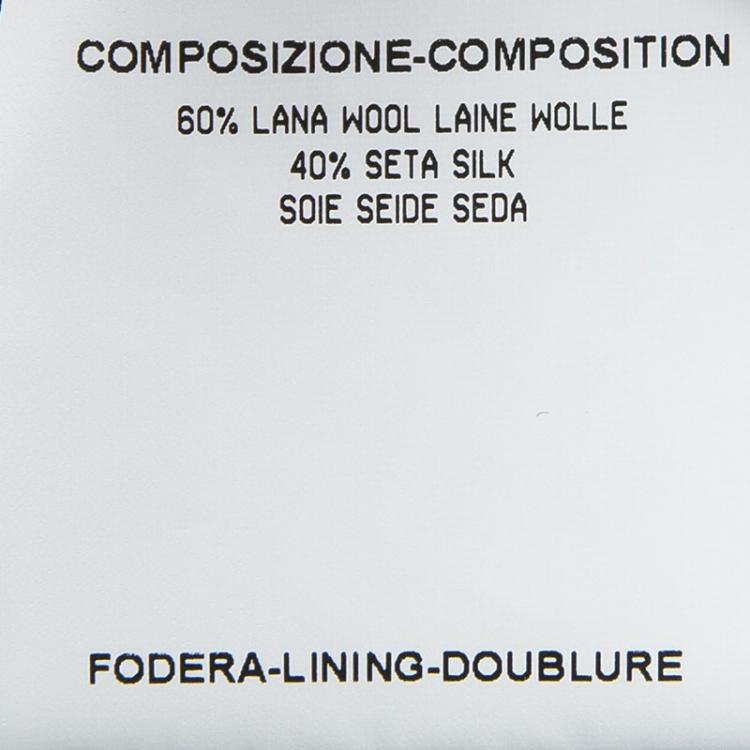 COMPOSIZIONE-COMPOSITION
60% LANA WOOL LAINE WOLLE
40% SETA SILK
SOIE SEIDE SEDA
FODERA-LINING-DOUBLURE